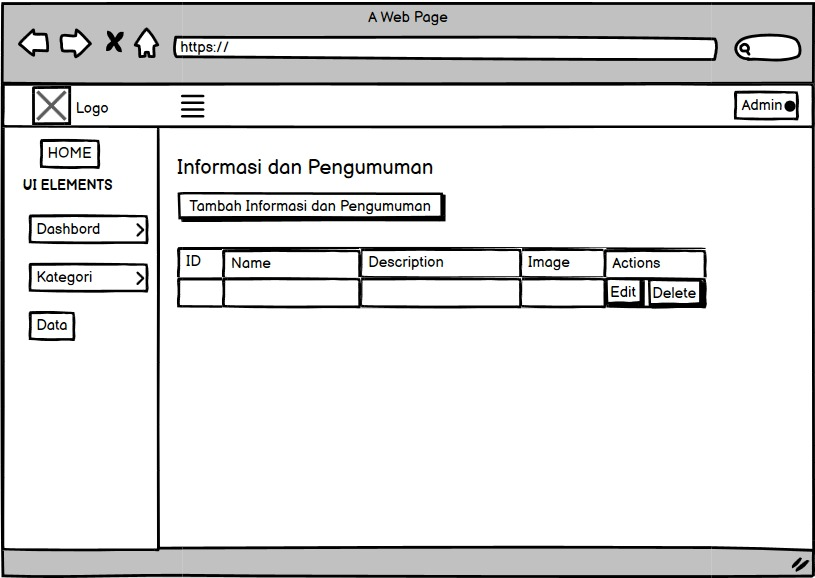 A Web Page
https://
Logo
Admin
HOME
UI ELEMENTS
Dashbord
Kategori
Data
Informasi dan Pengumuman
Tambah Informasi dan Pengumuman
ID Name Description Image Actions
Edit Delete